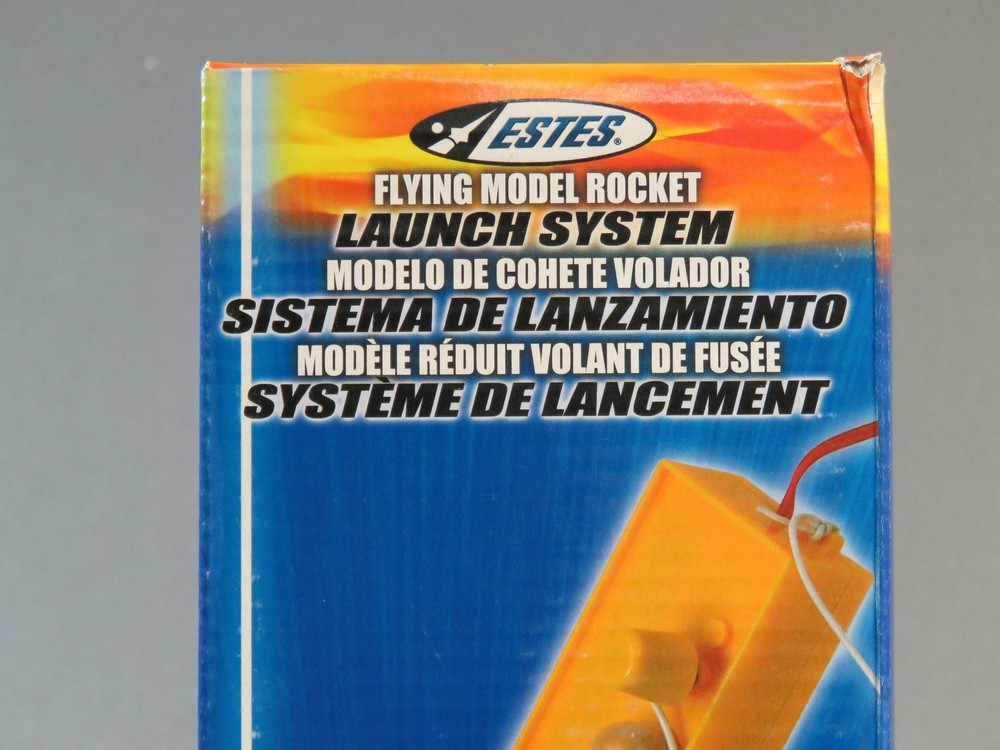 ESTES®
FLYING MODEL ROCKET
LAUNCH SYSTEM
MODELO DE COHETE VOLADOR
SISTEMA DE LANZAMIENTO
MODÈLE RÉDUIT VOLANT DE FUSÉE
SYSTÈME DE LANCEMENT